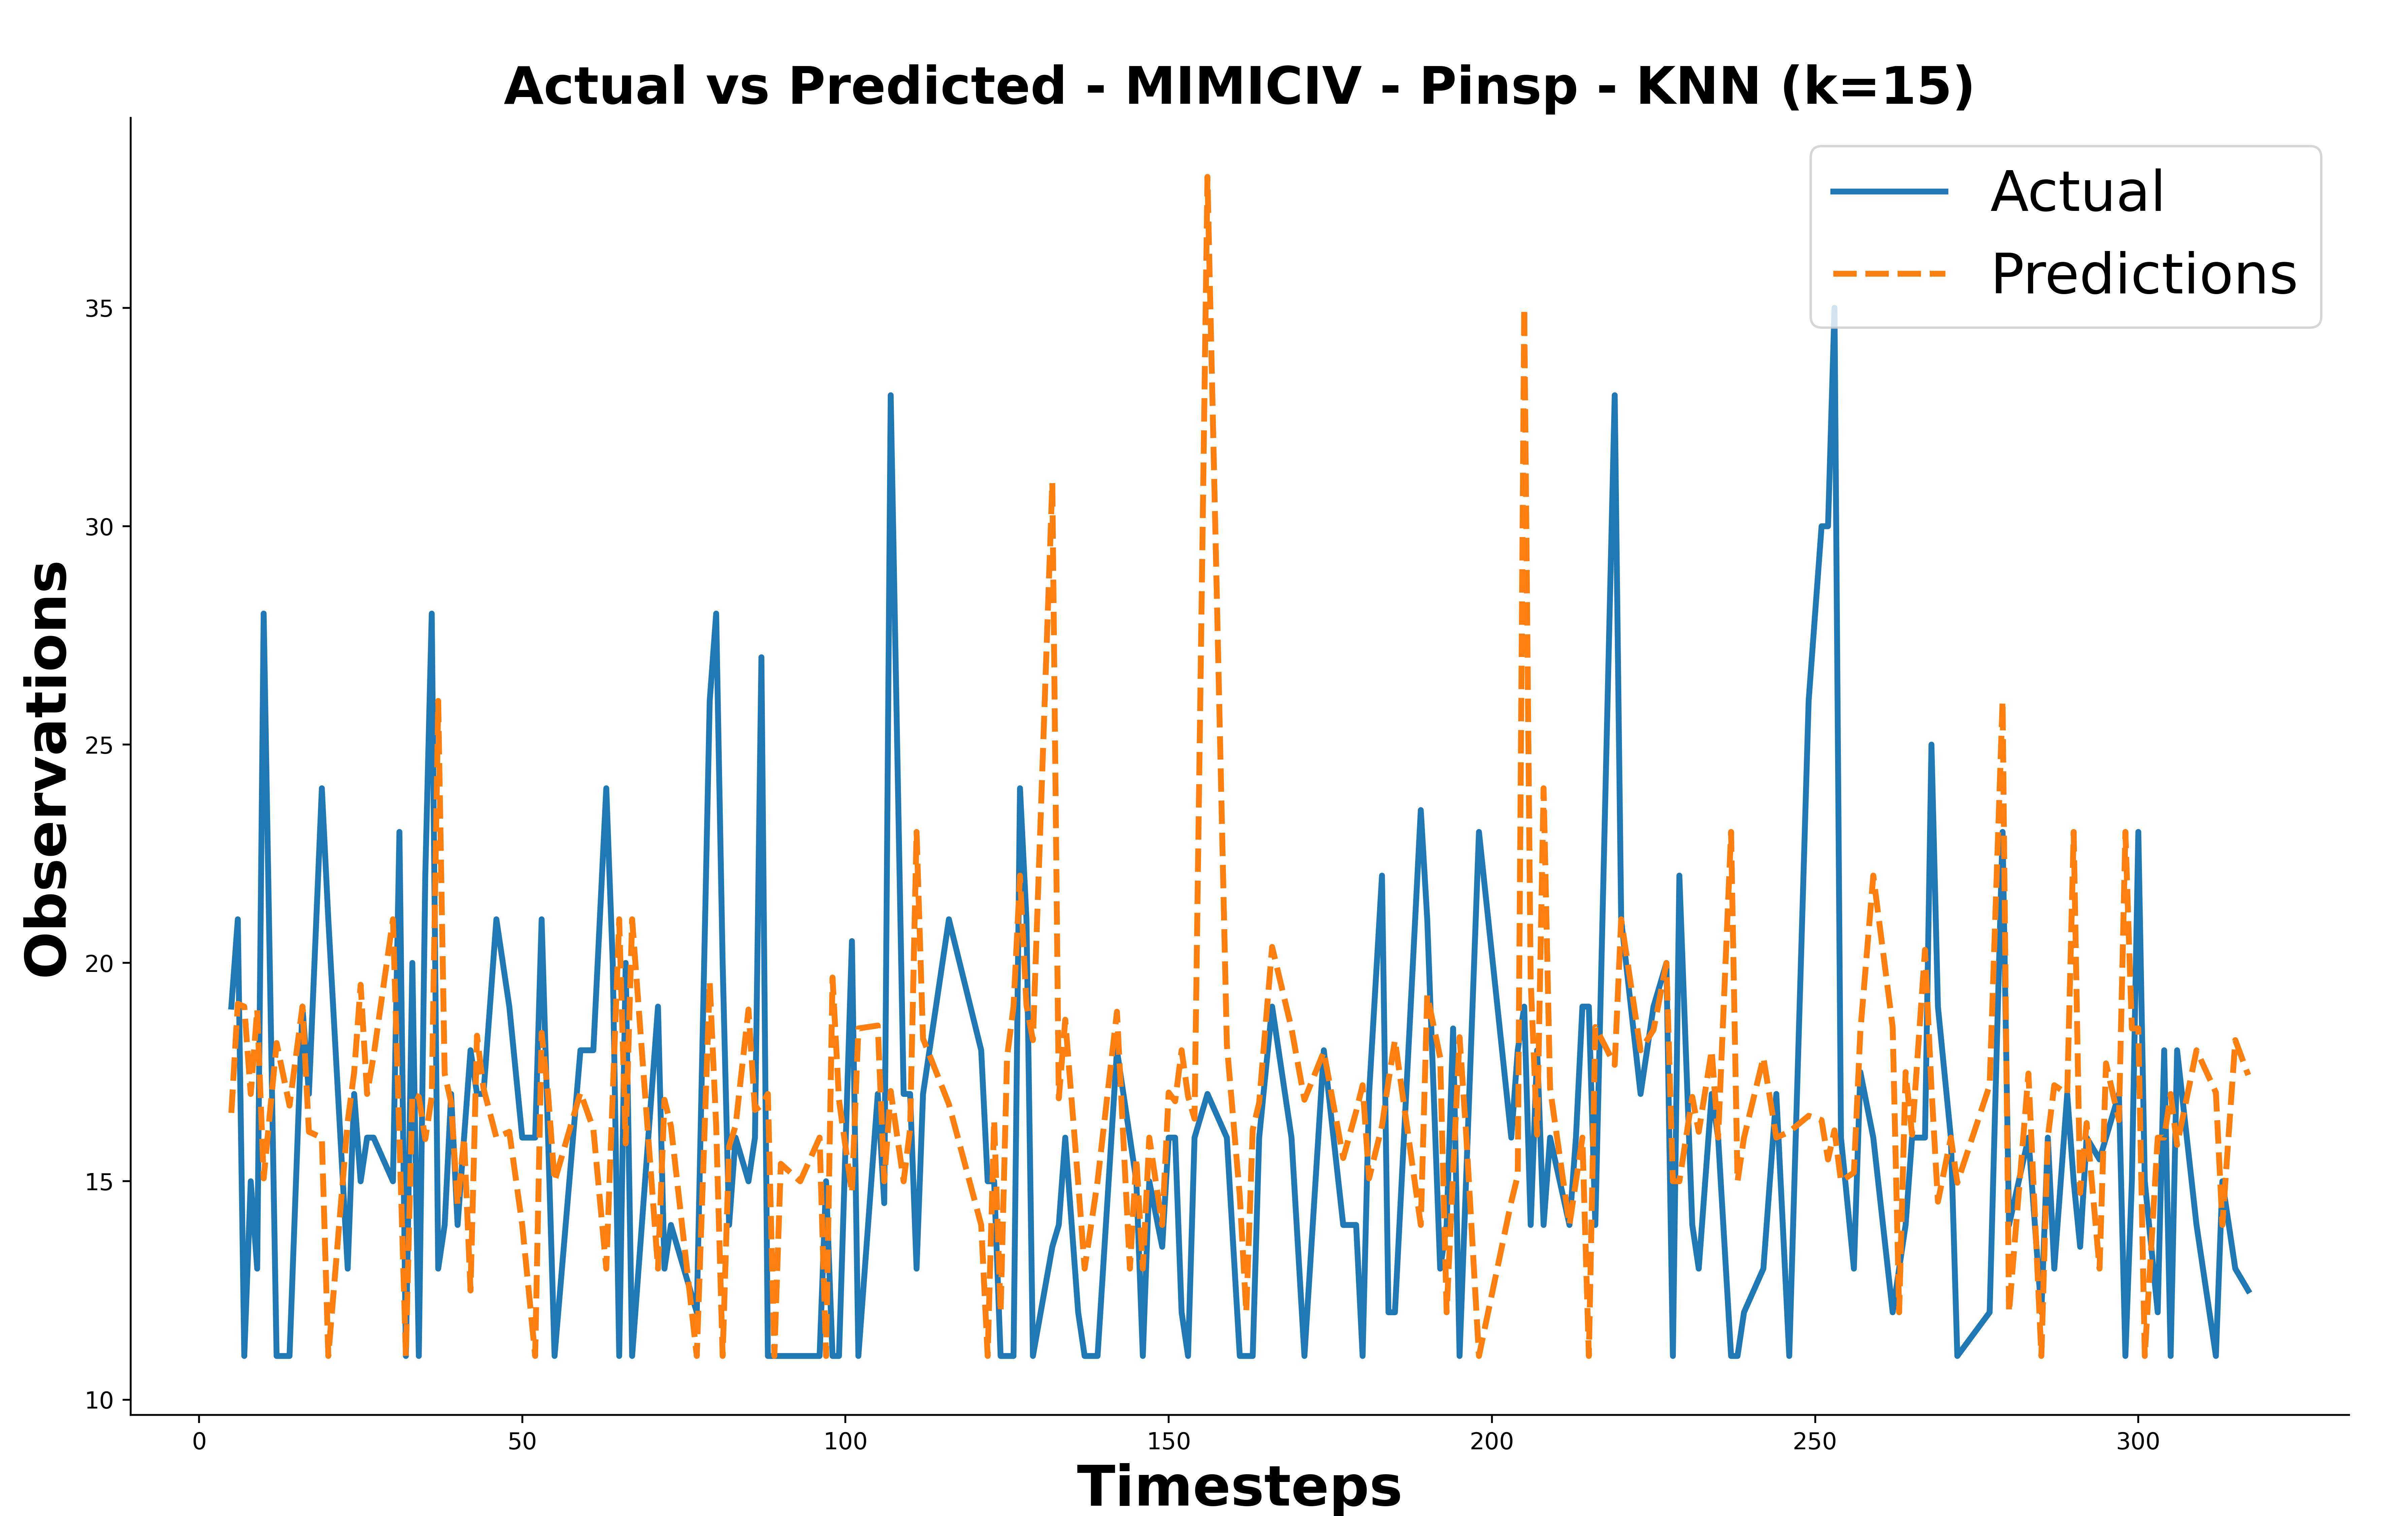 Actual vs Predicted - MIMICIV - Pinsp - KNN (k=15)
Actual
Predictions
Observations
35
30
25
20
15
10
0 50 100 150 200 250 300
Timesteps